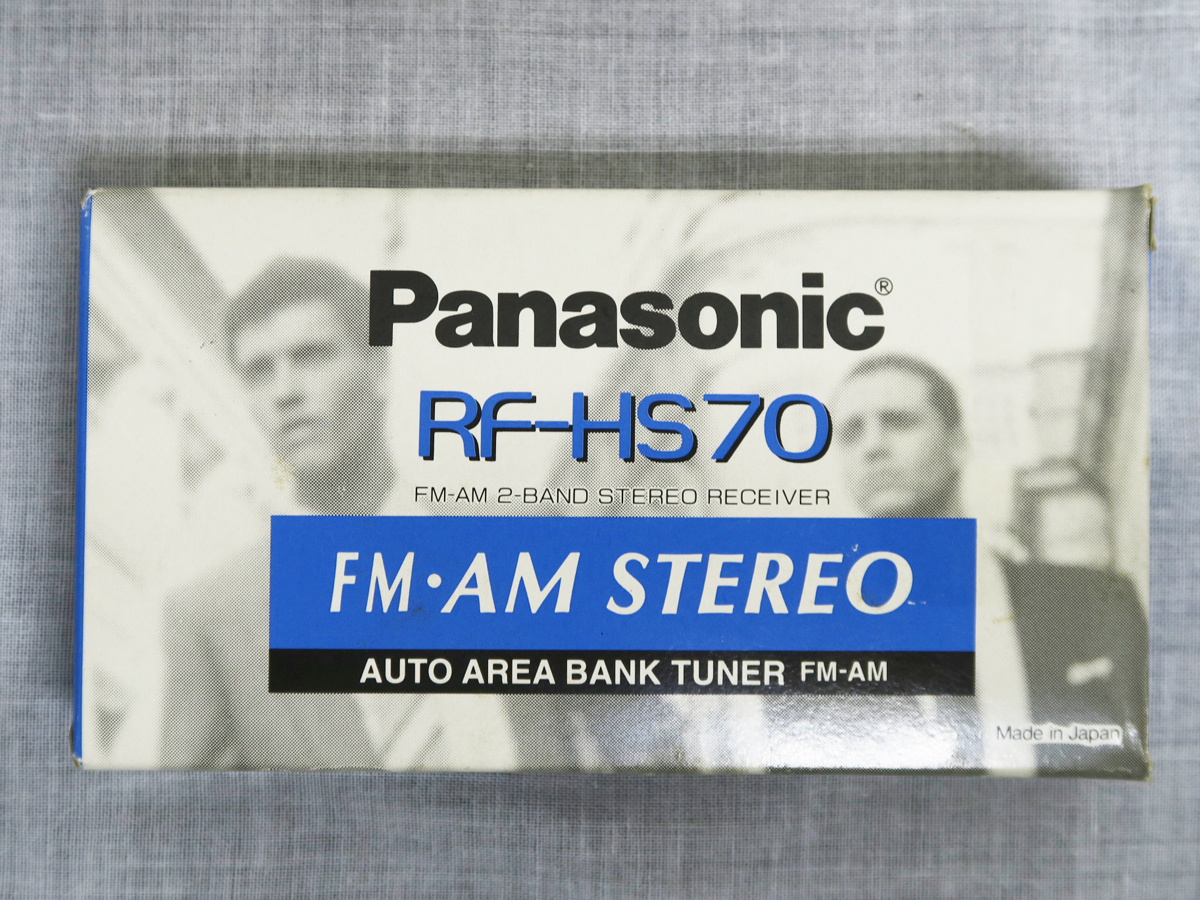 Panasonic®
RF-HS70
FM-AM 2-BAND STEREO RECEIVER
FM·AM STEREO
AUTO AREA BANK TUNER FM-AM
Made in Japan